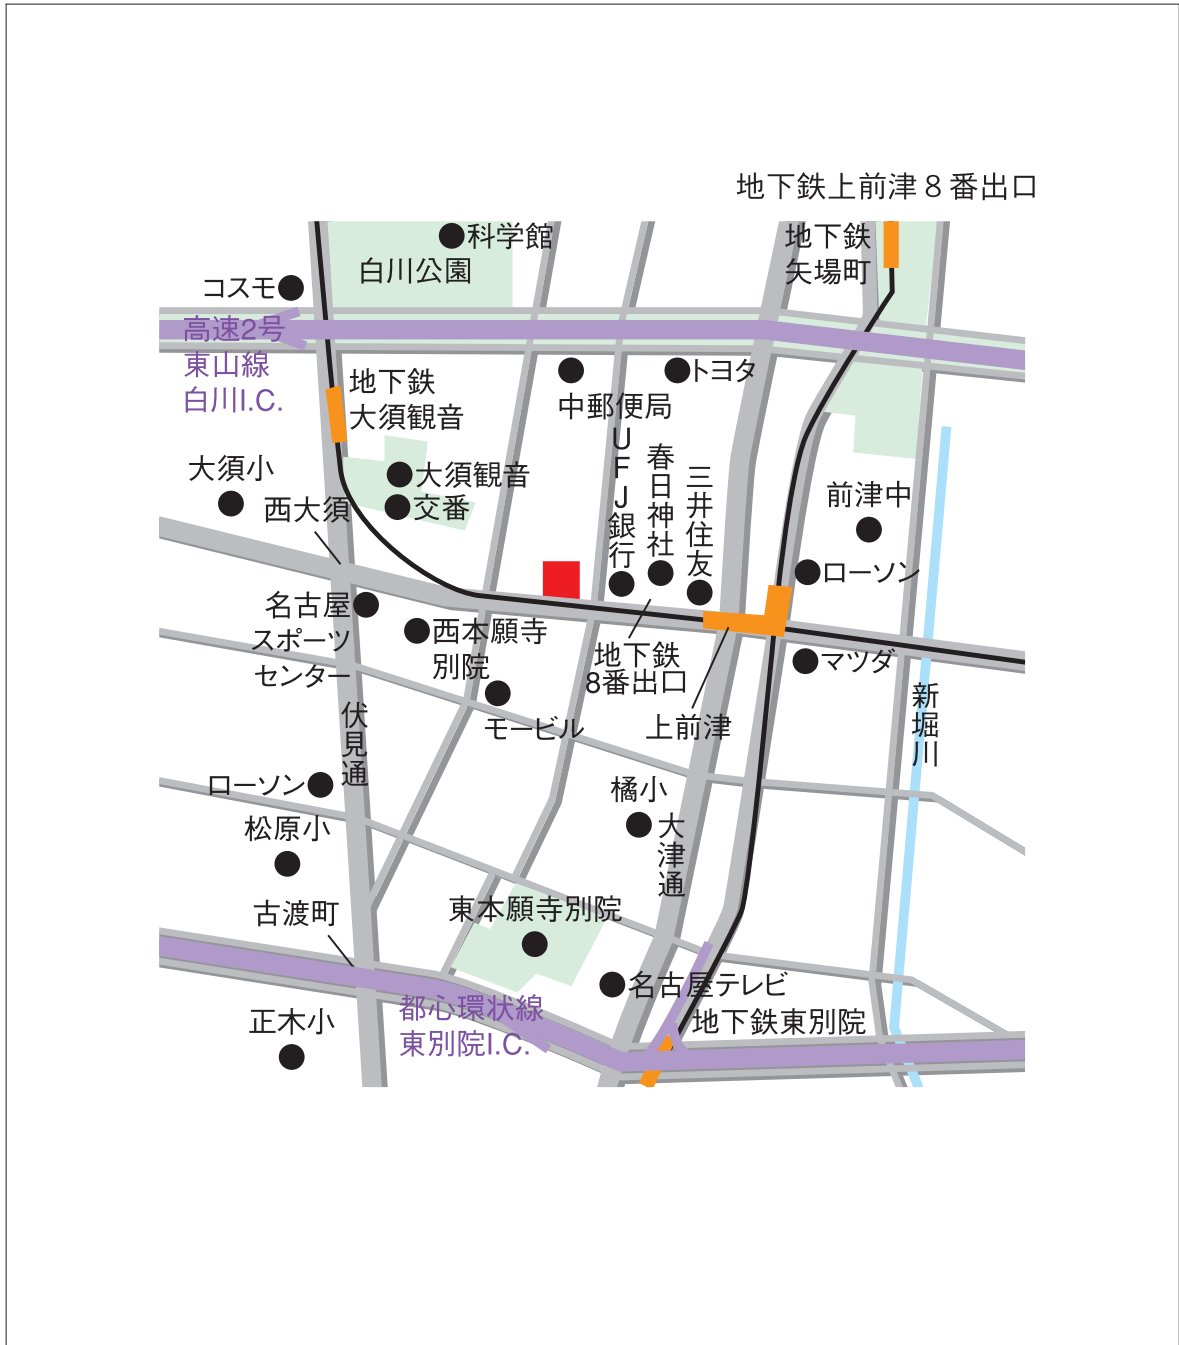 地下鉄上前津８番出口
科学館
地下鉄
矢場町
白川公園
コスモ
高速2号
東山線
白川I.C.
トヨタ
地下鉄
大須観音
中郵便局
UFJ銀行
春日神社
三井住友
大須小
大須観音
交番
西大須
前津中
ローソン
名古屋
スポーツ
センター
西本願寺
別院
地下鉄
8番出口
マツダ
モービル
上前津
新堀川
伏見通
ローソン
橘小
松原小
大津通
古渡町
東本願寺別院
名古屋テレビ
都心環状線
東別院I.C.
地下鉄東別院
正木小